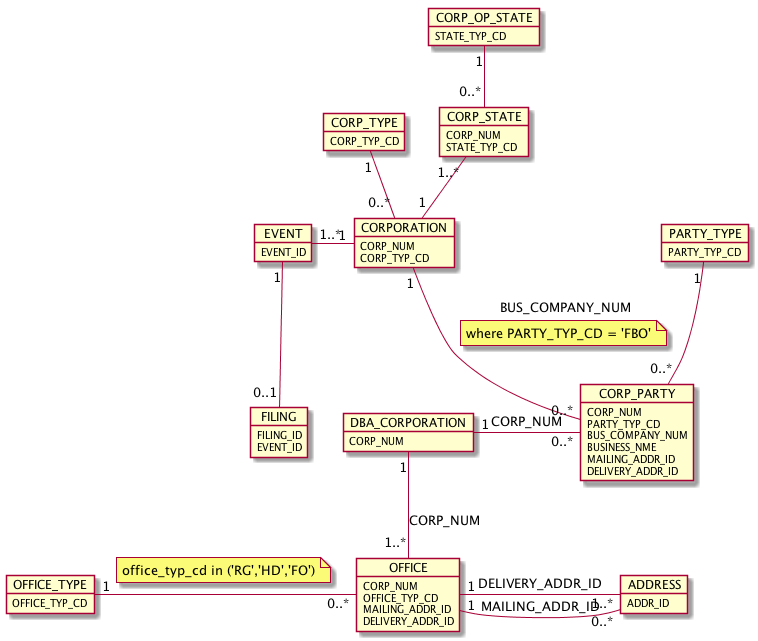 CORP_OP_STATE
STATE_TYP_CD
1
0..*
CORP_TYPE
CORP_TYP_CD
CORP_STATE
CORP_NUM
STATE_TYP_CD
1
0..*
1..*
1
EVENT
EVENT_ID
1..*
1
CORPORATION
CORP_NUM
CORP_TYP_CD
PARTY_TYPE
PARTY_TYP_CD
1
1
1
BUS_COMPANY_NUM
where PARTY_TYP_CD = 'FBO'
0..*
0..1
0..*
FILING
FILING_ID
EVENT_ID
DBA_CORPORATION
CORP_NUM
1
CORP_NUM
0..*
CORP_PARTY
CORP_NUM
PARTY_TYP_CD
BUS_COMPANY_NUM
BUSINESS_NME
MAILING_ADDR_ID
DELIVERY_ADDR_ID
1
CORP_NUM
1..*
office_typ_cd in ('RG','HD','FO')
OFFICE_TYPE
OFFICE_TYP_CD
1
0..*
OFFICE
CORP_NUM
OFFICE_TYP_CD
MAILING_ADDR_ID
DELIVERY_ADDR_ID
1
DELIVERY_ADDR_ID
1..*
1
MAILING_ADDR_ID
0..*
ADDRESS
ADDR_ID